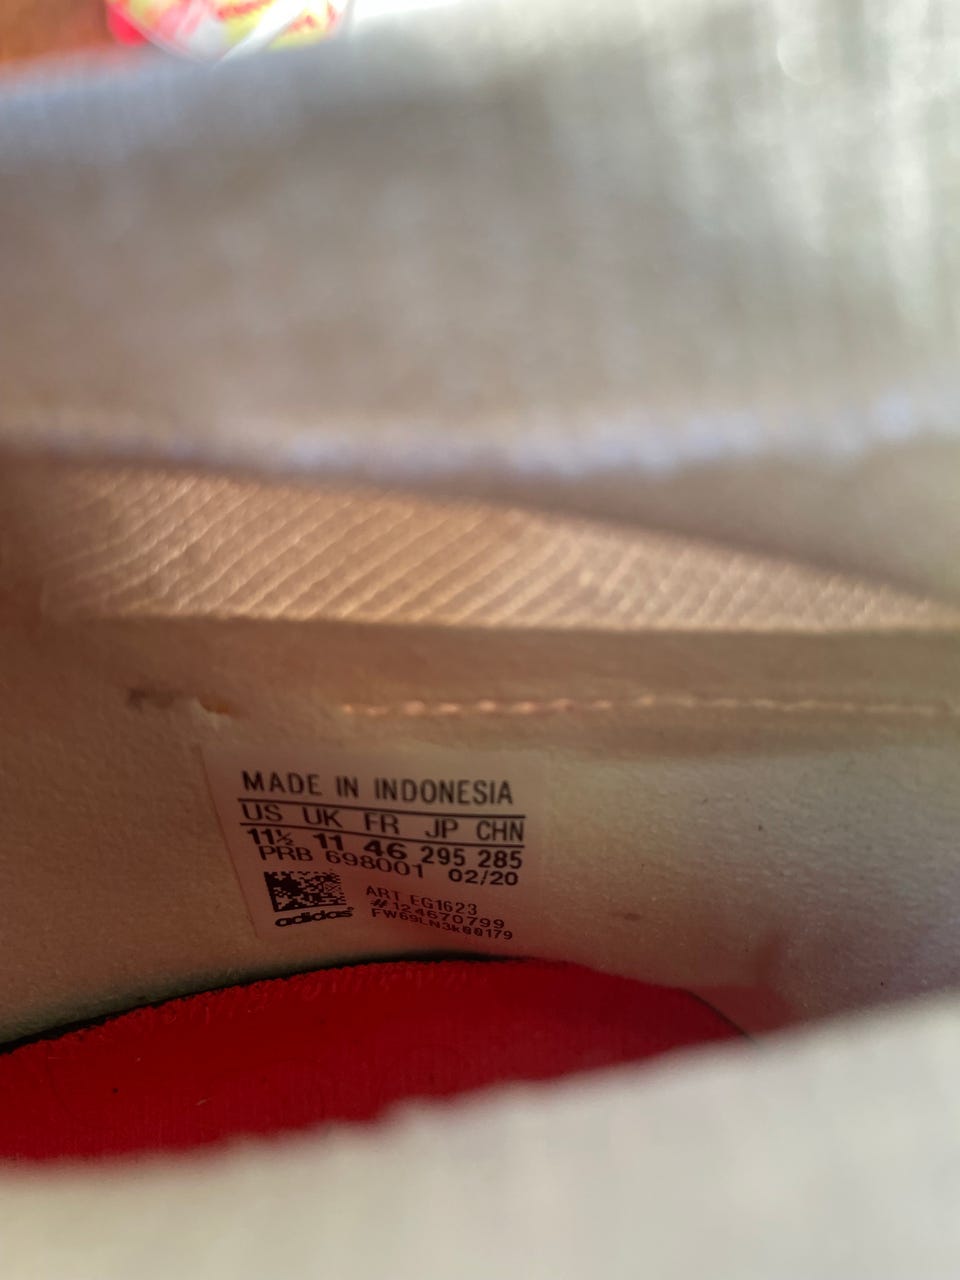 MADE IN INDONESIA
US UK FR JP CHN
11½ 11 46 295 285
PRB 698001 02/20
ART EG1623
# 124670799
FW69LN3k00179
adidas